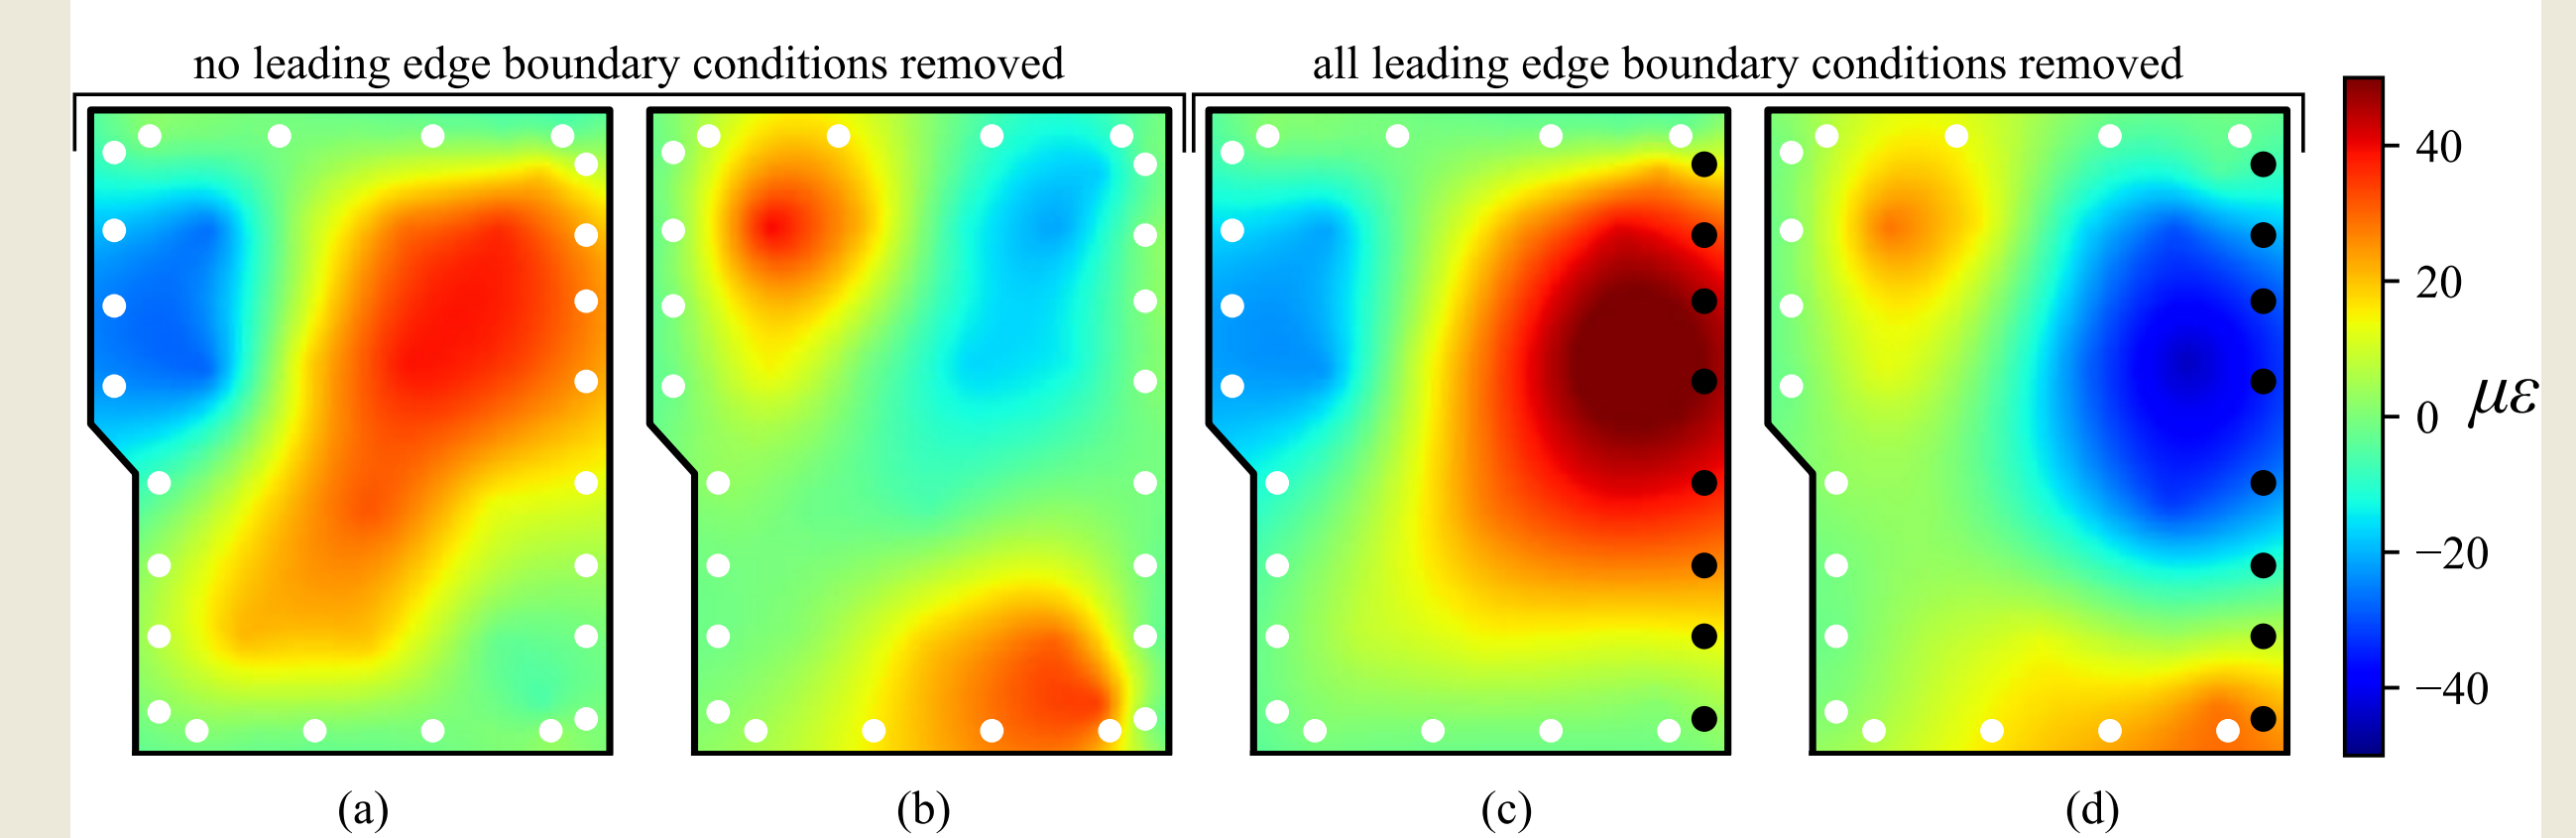 no leading edge boundary conditions removed
all leading edge boundary conditions removed
40
20
0
με
−20
−40
(a)
(b)
(c)
(d)